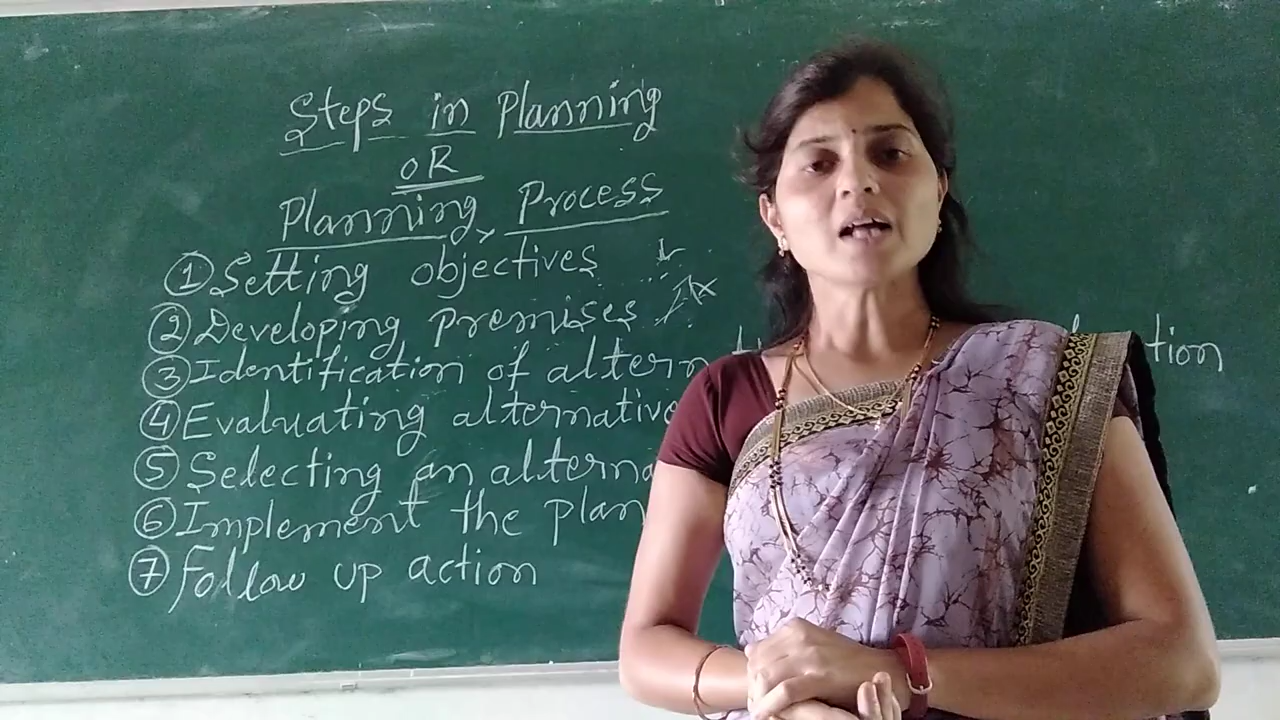 Steps in Planning
OR
Planning Process
① Setting objectives
② Developing premises
③ Identification of altern tion
④ Evaluating alternative
⑤ Selecting an alterna
⑥ Implement the plan
⑦ Follow up action